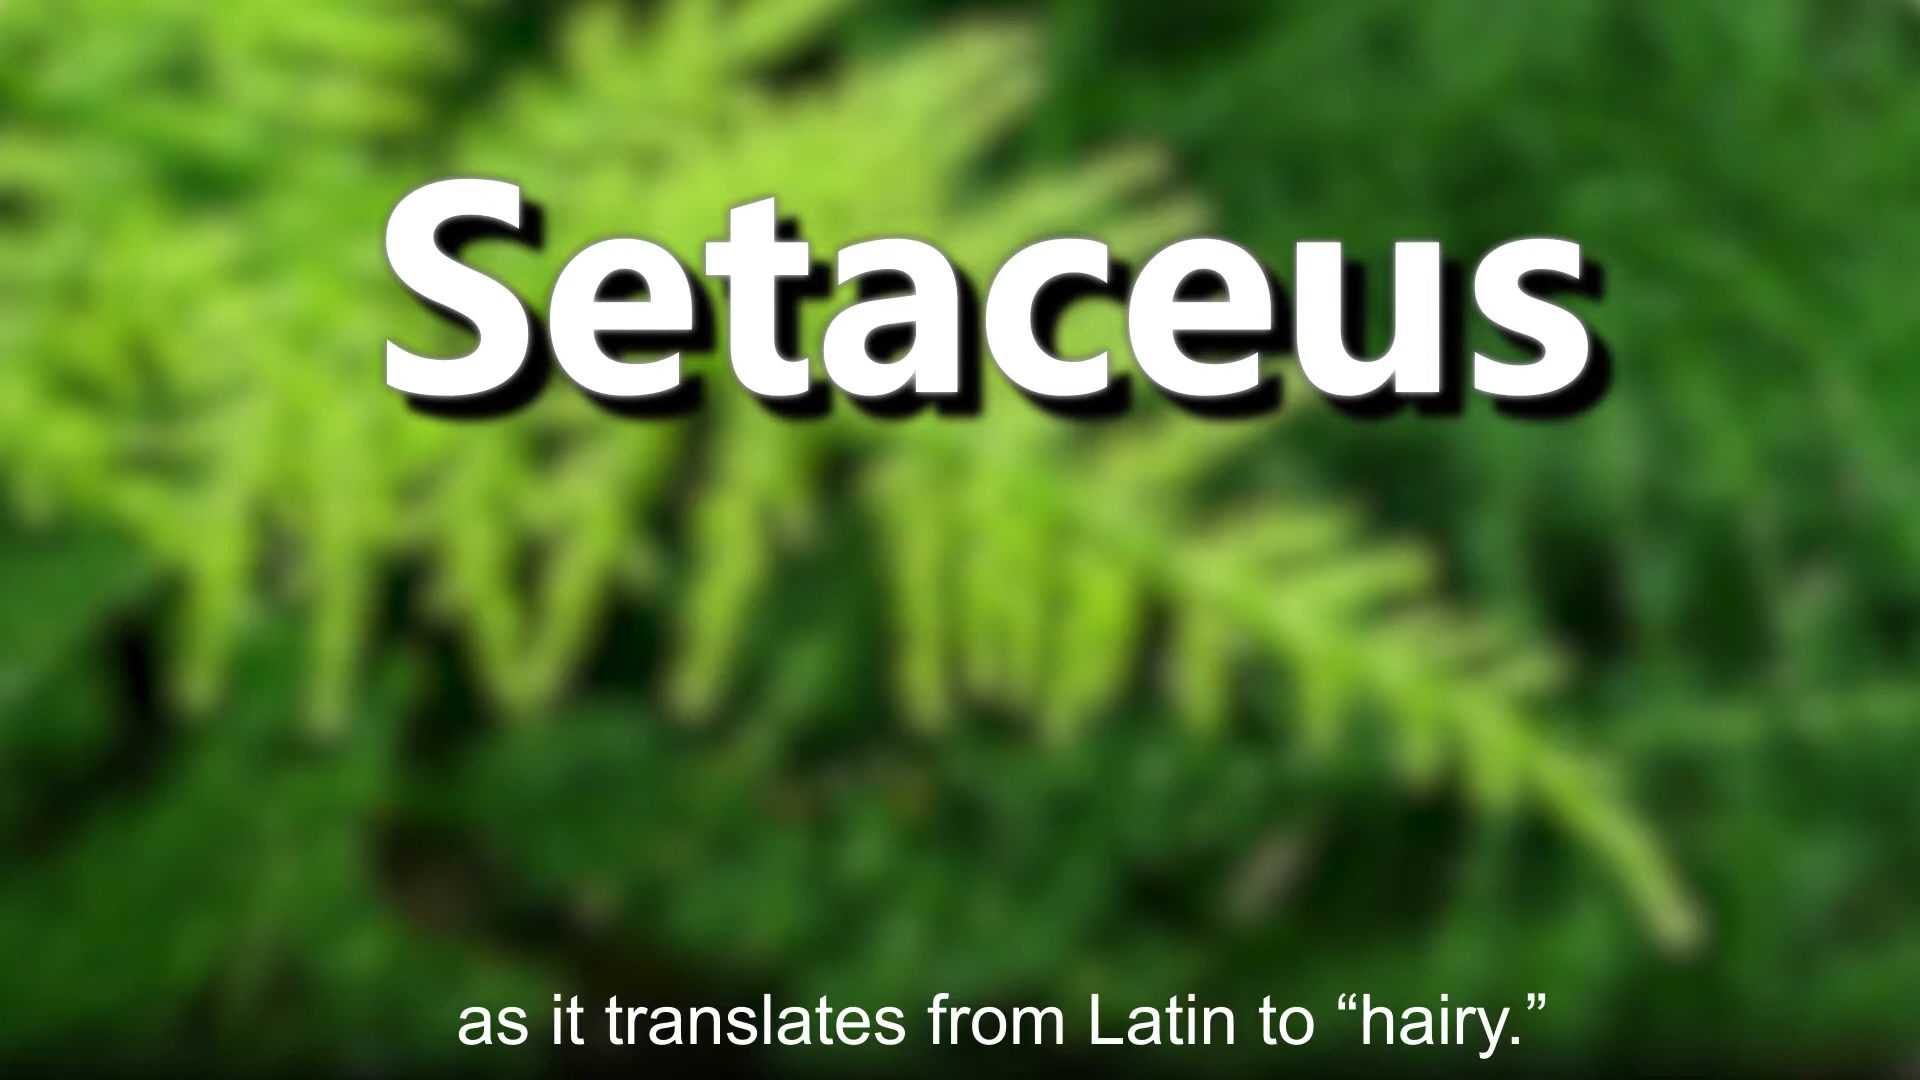 Setaceus
as it translates from Latin to “hairy.”